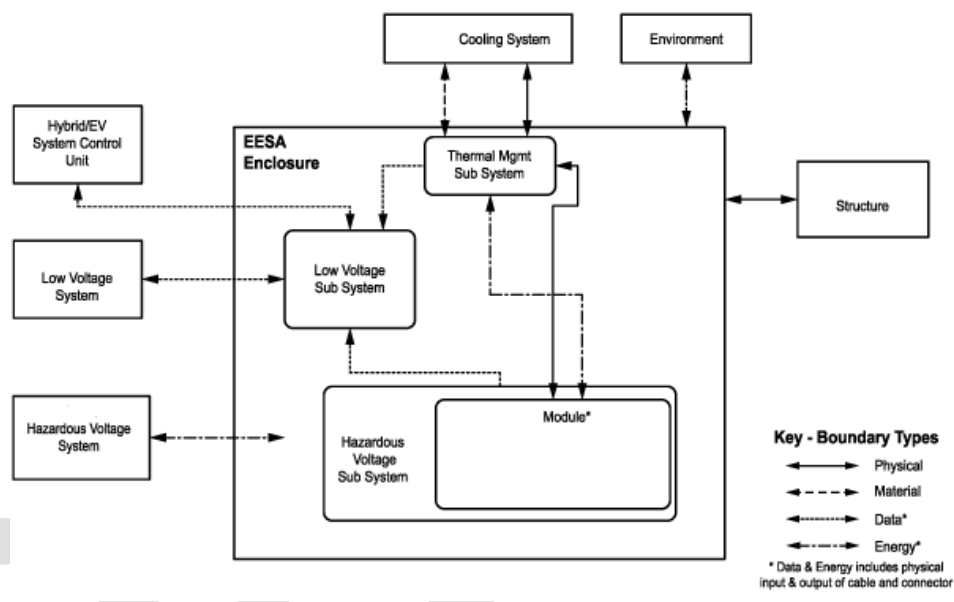 Cooling System
Environment
Hybrid/EV
System Control
Unit
EESA
Enclosure
Thermal Mgmt
Sub System
Structure
Low Voltage
System
Low Voltage
Sub System
Hazardous Voltage
System
Hazardous
Voltage
Sub System
Module*
Key - Boundary Types
Physical
Material
Data*
Energy*
* Data & Energy includes physical
input & output of cable and connector